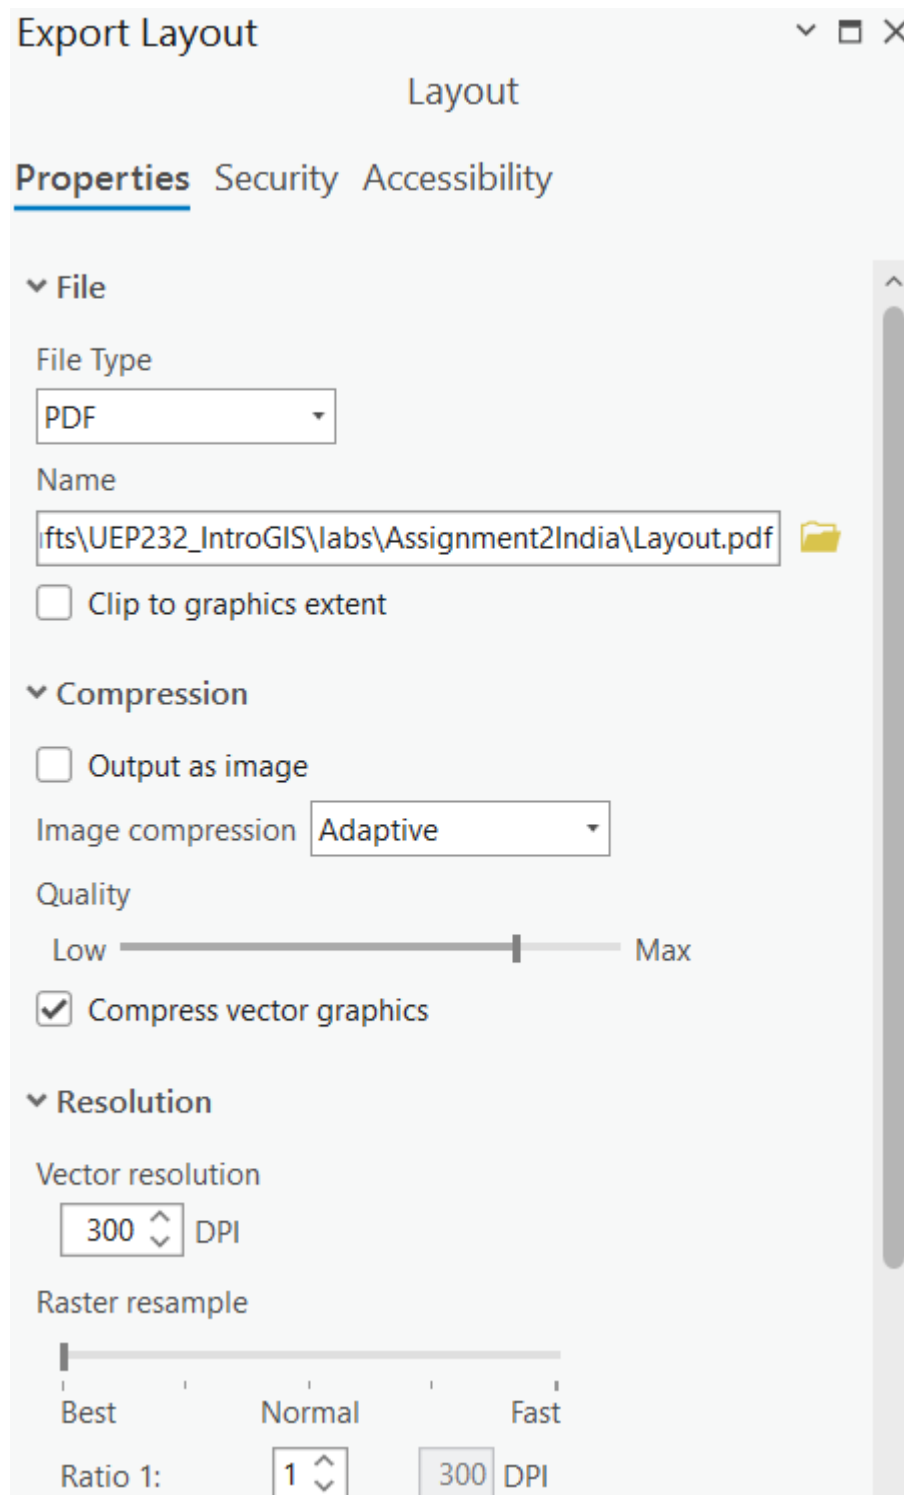 Export Layout
Layout
Properties Security Accessibility
File
File Type
PDF
Name
fts\UEP232_IntroGIS\labs\Assignment2India\Layout.pdf
Clip to graphics extent
Compression
Output as image
Image compression Adaptive
Quality
Low Max
Compress vector graphics
Resolution
Vector resolution
300 DPI
Raster resample
Best Normal Fast
Ratio 1: 1 300 DPI